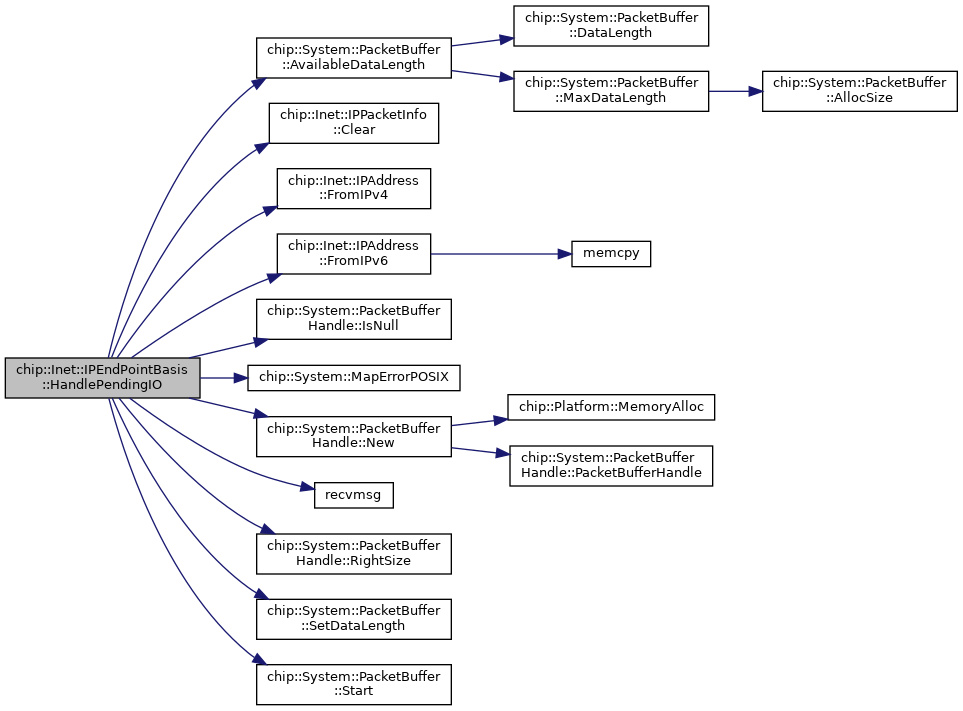 chip::Inet::IPEndPointBasis
::HandlePendingIO
chip::System::PacketBuffer
::AvailableDataLength
chip::System::PacketBuffer
::DataLength
chip::System::PacketBuffer
::MaxDataLength
chip::System::PacketBuffer
::AllocSize
chip::Inet::IPPacketInfo
::Clear
chip::Inet::IPAddress
::FromIPv4
chip::Inet::IPAddress
::FromIPv6
memcpy
chip::System::PacketBuffer
Handle::IsNull
chip::System::MapErrorPOSIX
chip::System::PacketBuffer
Handle::New
chip::Platform::MemoryAlloc
chip::System::PacketBuffer
Handle::PacketBufferHandle
recvmsg
chip::System::PacketBuffer
Handle::RightSize
chip::System::PacketBuffer
::SetDataLength
chip::System::PacketBuffer
::Start